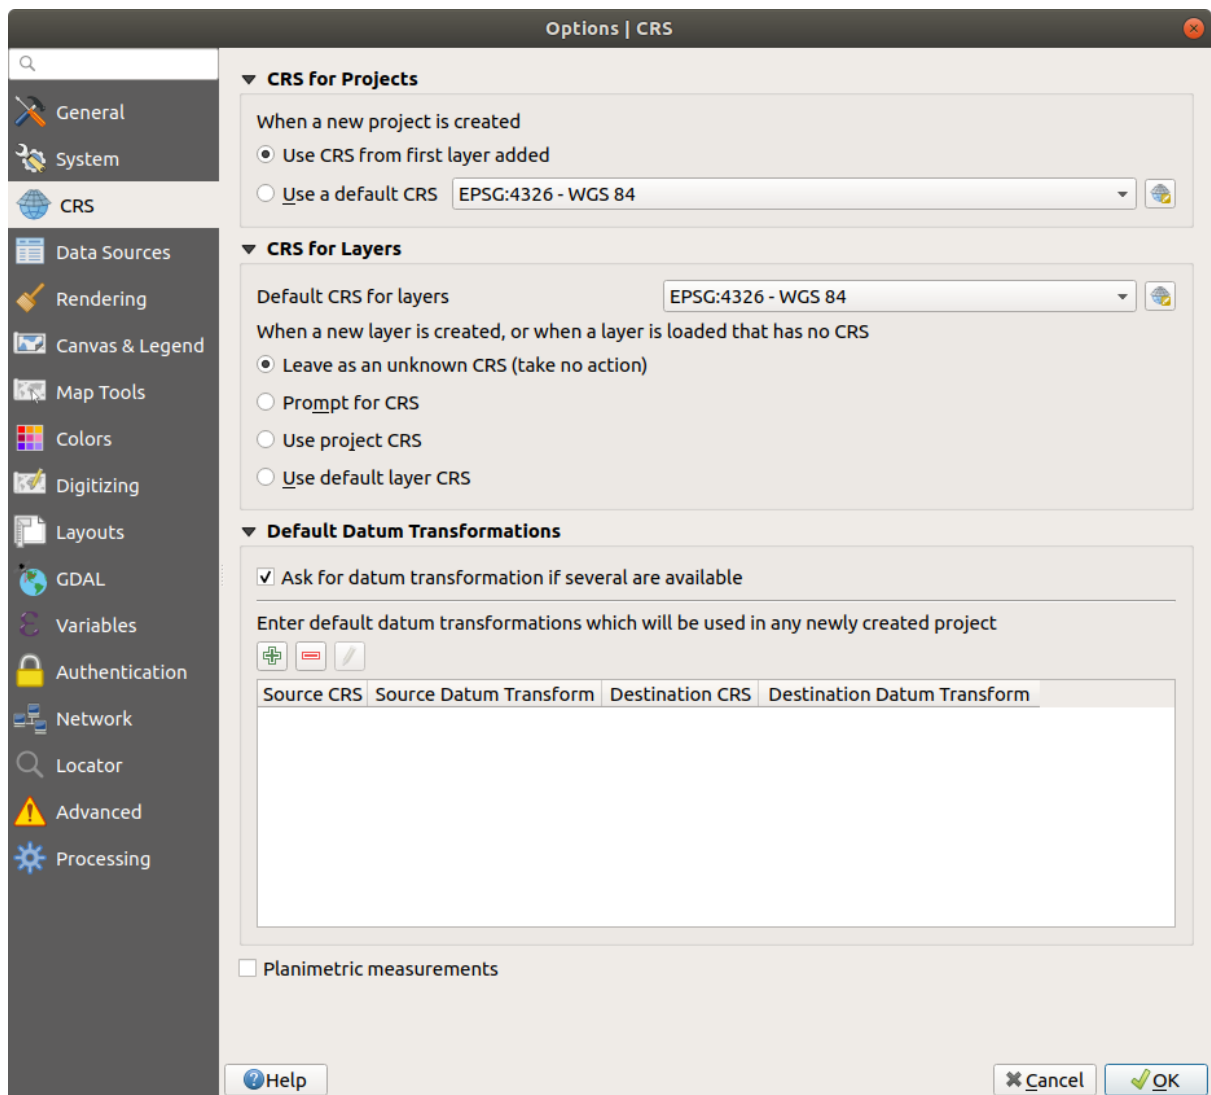 Options | CRS
General
System
CRS
Data Sources
Rendering
Canvas & Legend
Map Tools
Colors
Digitizing
Layouts
GDAL
Variables
Authentication
Network
Locator
Advanced
Processing
CRS for Projects
When a new project is created
Use CRS from first layer added
Use a default CRS EPSG:4326 - WGS 84
CRS for Layers
Default CRS for layers EPSG:4326 - WGS 84
When a new layer is created, or when a layer is loaded that has no CRS
Leave as an unknown CRS (take no action)
Prompt for CRS
Use project CRS
Use default layer CRS
Default Datum Transformations
Ask for datum transformation if several are available
Enter default datum transformations which will be used in any newly created project
Source CRS Source Datum Transform Destination CRS Destination Datum Transform
Planimetric measurements
Help Cancel OK